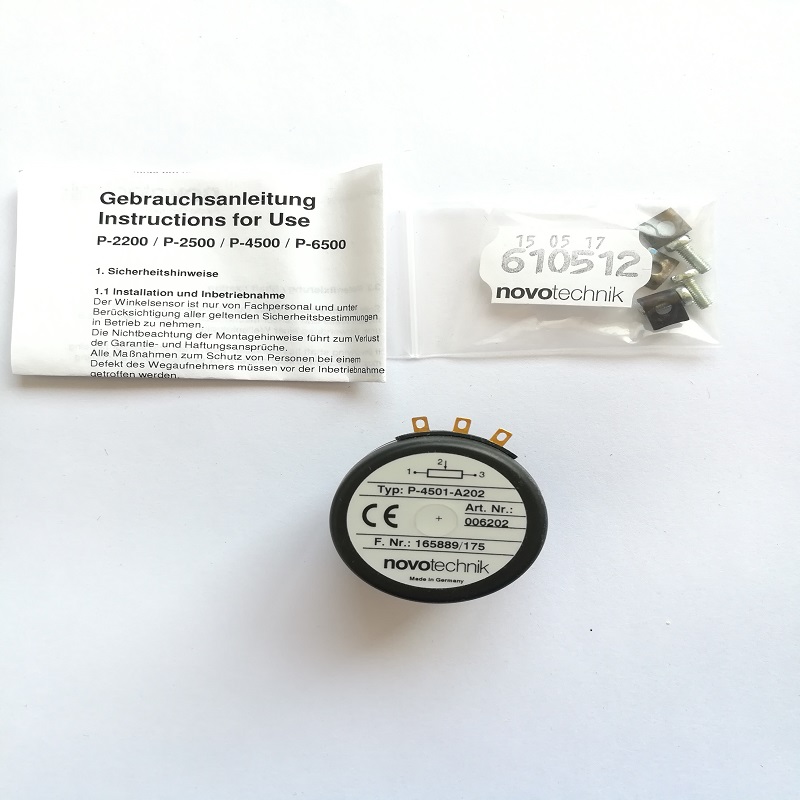 Gebrauchsanleitung
Instructions for Use
P-2200 / P-2500 / P-4500 / P-6500
1. Sicherheitshinweise
1.1 Installation und Inbetriebnahme
Der Winkelsensor ist nur von Fachpersonal und unter
Berücksichtigung aller geltenden Sicherheitsbestimmungen
in Betrieb zu nehmen.
Die Nichtbeachtung der Montagehinweise führt zum Verlust
der Garantie- und Haftungsansprüche.
Alle Maßnahmen zum Schutz von Personen bei einem
Defekt des Wegaufnehmers müssen vor der Inbetriebnahme
getroffen werden.
15 05 17
610512
novotechnik
2
1 3
Typ: P-4501-A202
CE
Art. Nr.:
006202
F. Nr.: 165889/175
novotechnik
Made in Germany